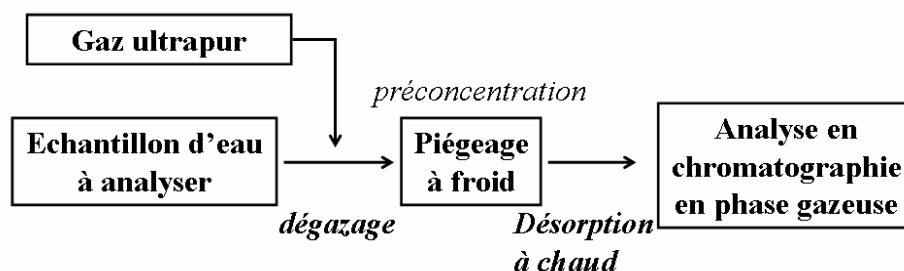 Gaz ultrapur
préconcentration
Echantillon d’eau
à analyser
Piégeage
à froid
Analyse en
chromatographie
en phase gazeuse
dégazage
Désorption
à chaud